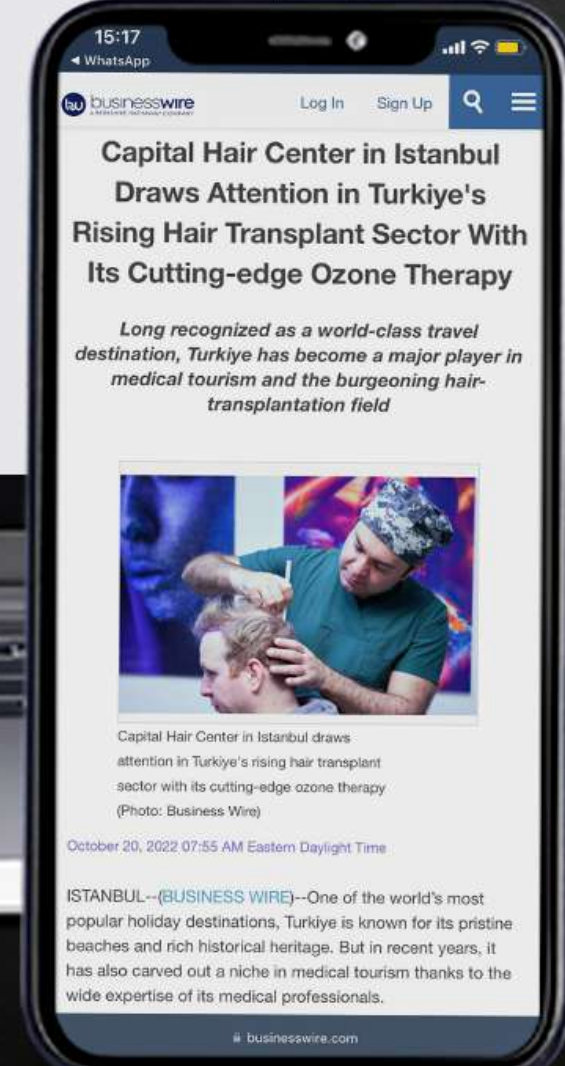 15:17
◀ WhatsApp
bw businesswire
A BERKSHIRE HATHAWAY COMPANY
Log In Sign Up
Capital Hair Center in Istanbul
Draws Attention in Turkiye's
Rising Hair Transplant Sector With
Its Cutting-edge Ozone Therapy
Long recognized as a world-class travel
destination, Turkiye has become a major player in
medical tourism and the burgeoning hair-
transplantation field
Capital Hair Center in Istanbul draws
attention in Turkiye's rising hair transplant
sector with its cutting-edge ozone therapy
(Photo: Business Wire)
October 20, 2022 07:55 AM Eastern Daylight Time
ISTANBUL--(BUSINESS WIRE)--One of the world's most
popular holiday destinations, Turkiye is known for its pristine
beaches and rich historical heritage. But in recent years, it
has also carved out a niche in medical tourism thanks to the
wide expertise of its medical professionals.
businesswire.com